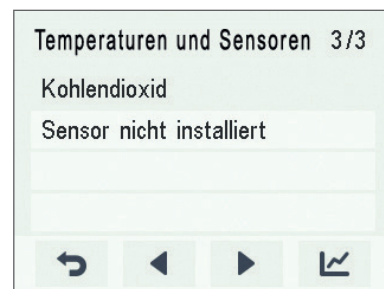 Temperaturen und Sensoren 3/3
Kohlendioxid
Sensor nicht installiert